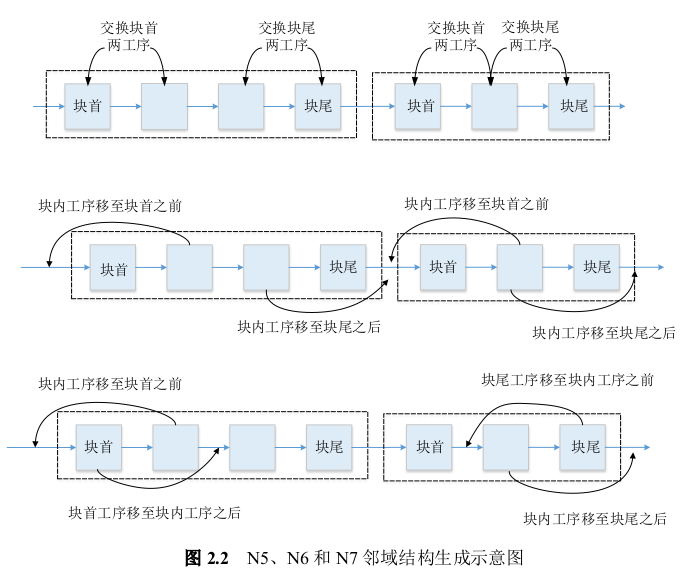 交换块首
两工序
交换块尾
两工序
交换块首
两工序
交换块尾
两工序
块首
块尾
块首
块尾
块内工序移至块首之前
块内工序移至块首之前
块首
块尾
块首
块尾
块内工序移至块尾之后
块内工序移至块尾之后
块内工序移至块首之前
块尾工序移至块内工序之前
块首
块尾
块首
块尾
块首工序移至块内工序之后
块内工序移至块尾之后
图 2.2 N5、N6 和 N7 邻域结构生成示意图